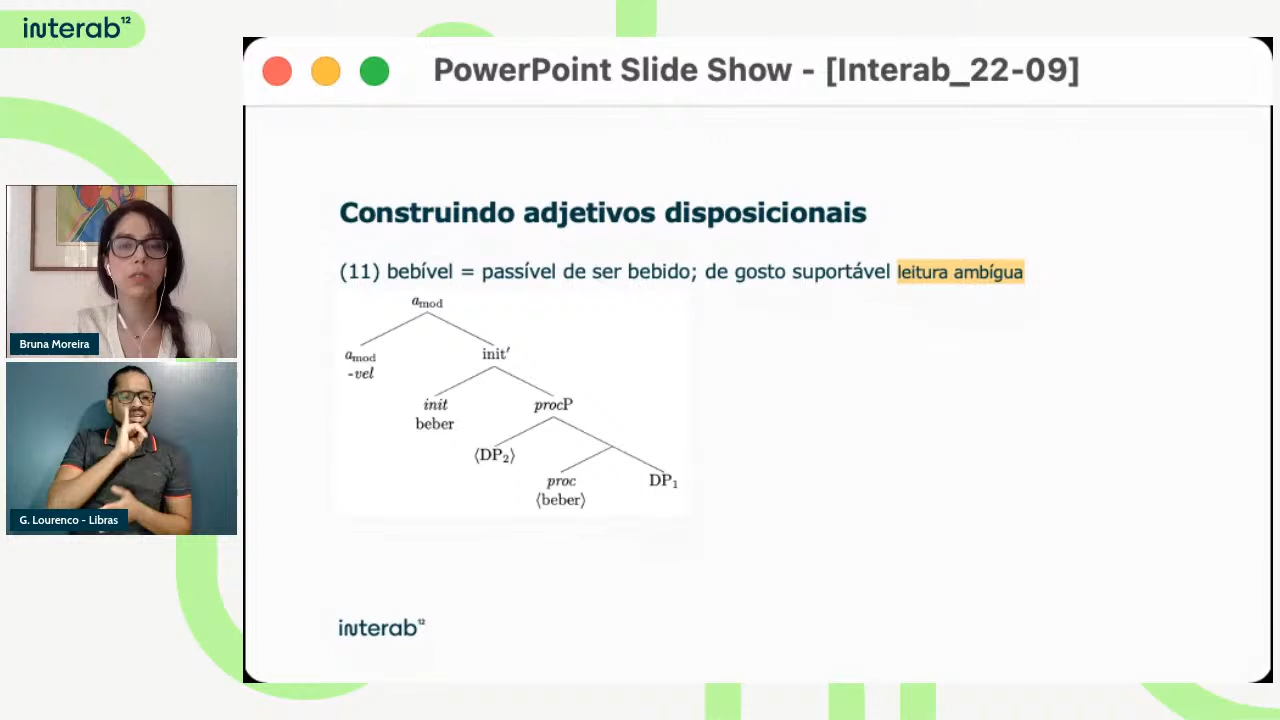 interab¹²
PowerPoint Slide Show - [Interab_22-09]
Construindo adjetivos disposicionais
(11) bebível = passível de ser bebido; de gosto suportável leitura ambígua
a_mod
a_mod init′
-vel
init procP
beber
⟨DP₂⟩
proc DP₁
⟨beber⟩
interab¹²
Bruna Moreira
G. Lourenco - Libras